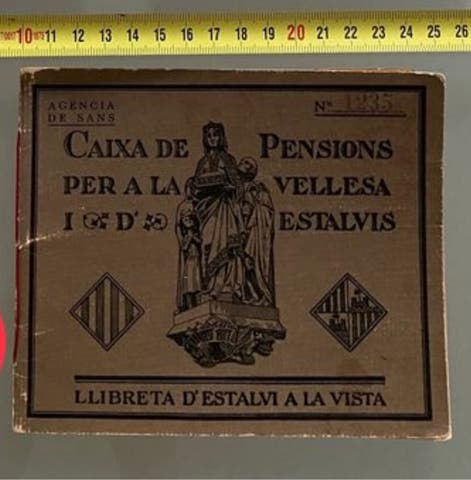 10 11 12 13 14 15 16 17 18 19 20 21 22 23 24 25 26
AGENCIA
DE SANS
Nº 1235
CAIXA DE PENSIONS
PER A LA VELLESA
I D' ESTALVIS
LLIBRETA D'ESTALVI A LA VISTA